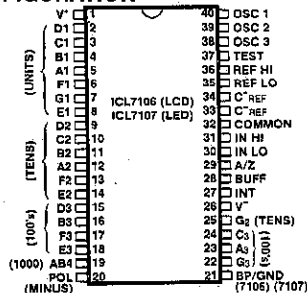 FIGURATION
V+ 1
D1 2
C1 3
B1 4
A1 5
F1 6
G1 7
E1 8
D2 9
C2 10
B2 11
A2 12
F2 13
E2 14
D3 15
B3 16
F3 17
E3 18
(1000) AB4 19
POL 20
(MINUS)
(UNITS)
(TENS)
(100's)
ICL7106 (LCD)
ICL7107 (LED)
40 OSC 1
39 OSC 2
38 OSC 3
37 TEST
36 REF HI
35 REF LO
34 C+REF
33 C−REF
32 COMMON
31 IN HI
30 IN LO
29 A/Z
28 BUFF
27 INT
26 V−
25 G2 (TENS)
24 C3
23 A3
22 G3
(100's)
21 BP/GND
(7106) (7107)